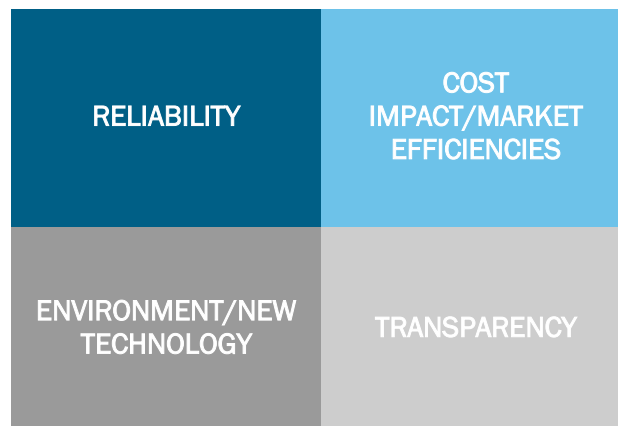 RELIABILITY
COST
IMPACT/MARKET
EFFICIENCIES
ENVIRONMENT/NEW
TECHNOLOGY
TRANSPARENCY